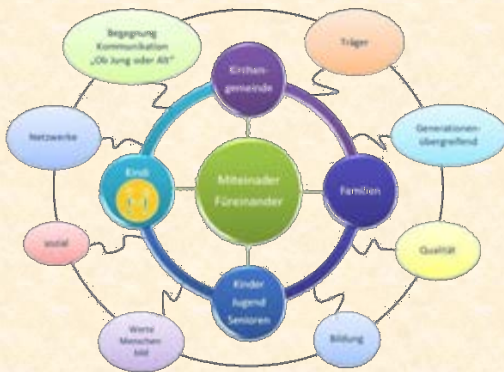 Begegnung
Kommunikation
„Ob Jung oder Alt"
Träger
Kirchen-
gemeinde
Netzwerke
Generationen-
übergreifend
Kindi
Miteinader
Füreinander
Familien
sozial
Qualität
Kinder
Jugend
Senioren
Werte
Menschen
bild
Bildung